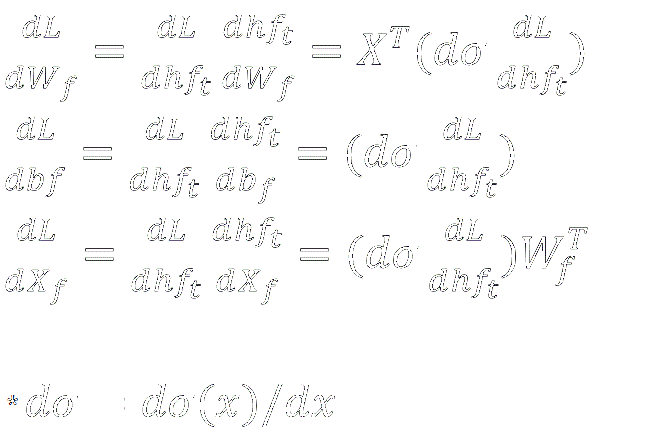 dL/dW_f = dL/dhf_t dhf_t/dW_f = X^T(do dL/dhf_t)
dL/dbf = dL/dhf_t dhf_t/db_f = (do dL/dhf_t)
dL/dX_f = dL/dhf_t dhf_t/dX_f = (do dL/dhf_t)W_f^T
*do = do(x)/dx